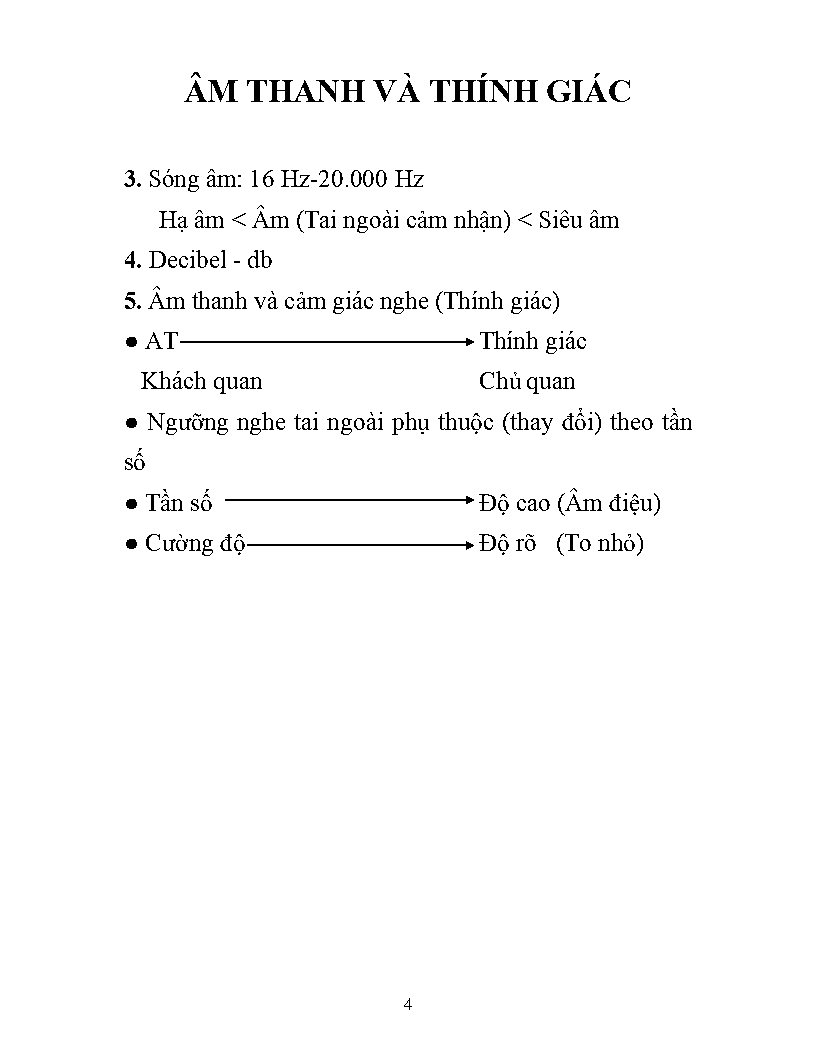 ÂM THANH VÀ THÍNH GIÁC
3. Sóng âm: 16 Hz-20.000 Hz
Hạ âm < Âm (Tai ngoài cảm nhận) < Siêu âm
4. Decibel - db
5. Âm thanh và cảm giác nghe (Thính giác)
● AT Thính giác
Khách quan Chủ quan
● Ngưỡng nghe tai ngoài phụ thuộc (thay đổi) theo tần
số
● Tần số Độ cao (Âm điệu)
● Cường độ Độ rõ (To nhỏ)
4